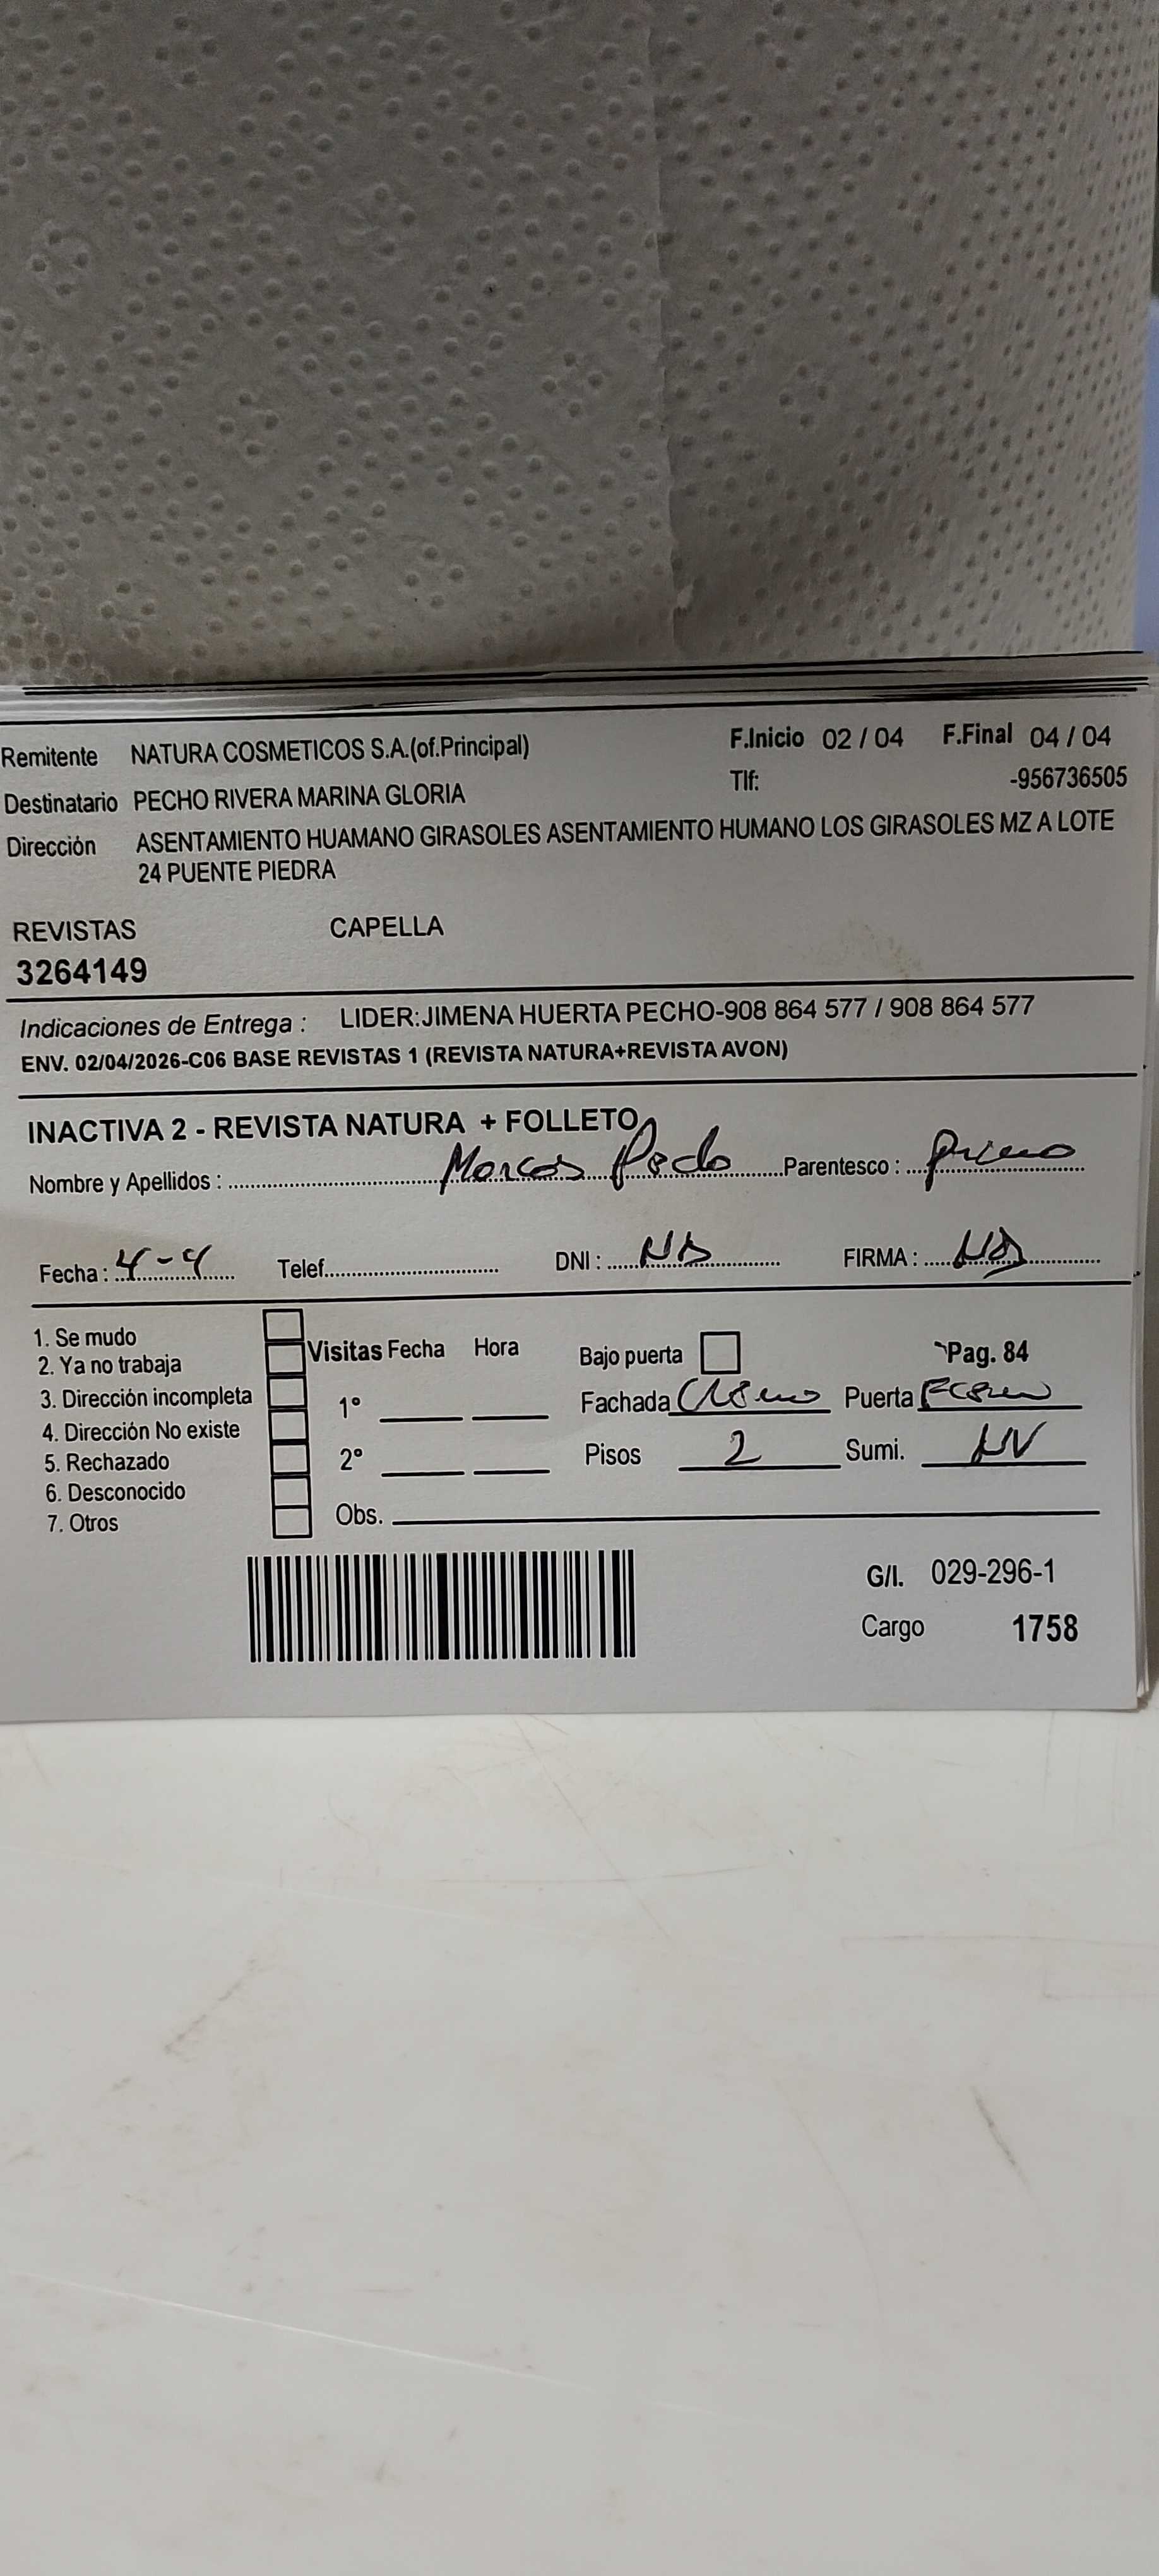 Remitente NATURA COSMETICOS S.A.(of.Principal) F.Inicio 02 / 04 F.Final 04 / 04
Destinatario PECHO RIVERA MARINA GLORIA Tlf: -956736505
Dirección ASENTAMIENTO HUAMANO GIRASOLES ASENTAMIENTO HUMANO LOS GIRASOLES MZ A LOTE
24 PUENTE PIEDRA
REVISTAS CAPELLA
3264149
Indicaciones de Entrega : LIDER:JIMENA HUERTA PECHO-908 864 577 / 908 864 577
ENV. 02/04/2026-C06 BASE REVISTAS 1 (REVISTA NATURA+REVISTA AVON)
INACTIVA 2 - REVISTA NATURA + FOLLETO
Nombre y Apellidos : Marcos Parentesco : primo
Fecha : 4-4 Telef. DNI : FIRMA :
1. Se mudo
2. Ya no trabaja Visitas Fecha Hora Bajo puerta Pag. 84
3. Dirección incompleta 1° Fachada Puerta
4. Dirección No existe
5. Rechazado 2° Pisos 2 Sumi. NV
6. Desconocido
7. Otros Obs.
G/I. 029-296-1
Cargo 1758